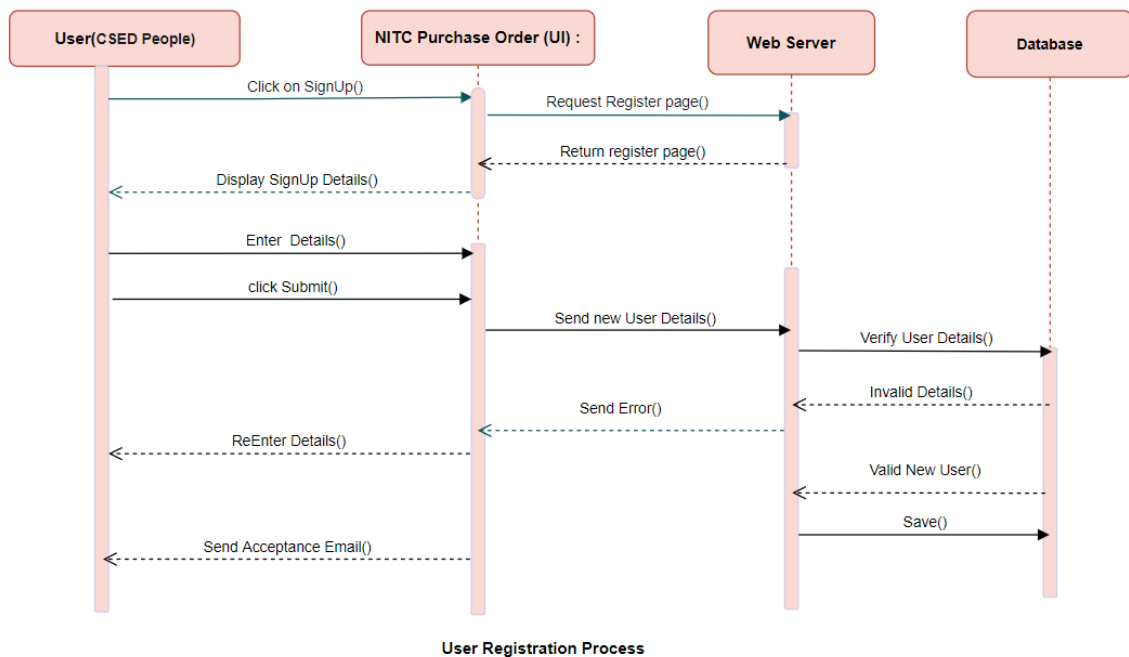 User(CSED People)
NITC Purchase Order (UI) :
Web Server
Database
Click on SignUp()
Request Register page()
Return register page()
Display SignUp Details()
Enter  Details()
click Submit()
Send new User Details()
Verify User Details()
Invalid Details()
Send Error()
ReEnter Details()
Valid New User()
Save()
Send Acceptance Email()
User Registration Process